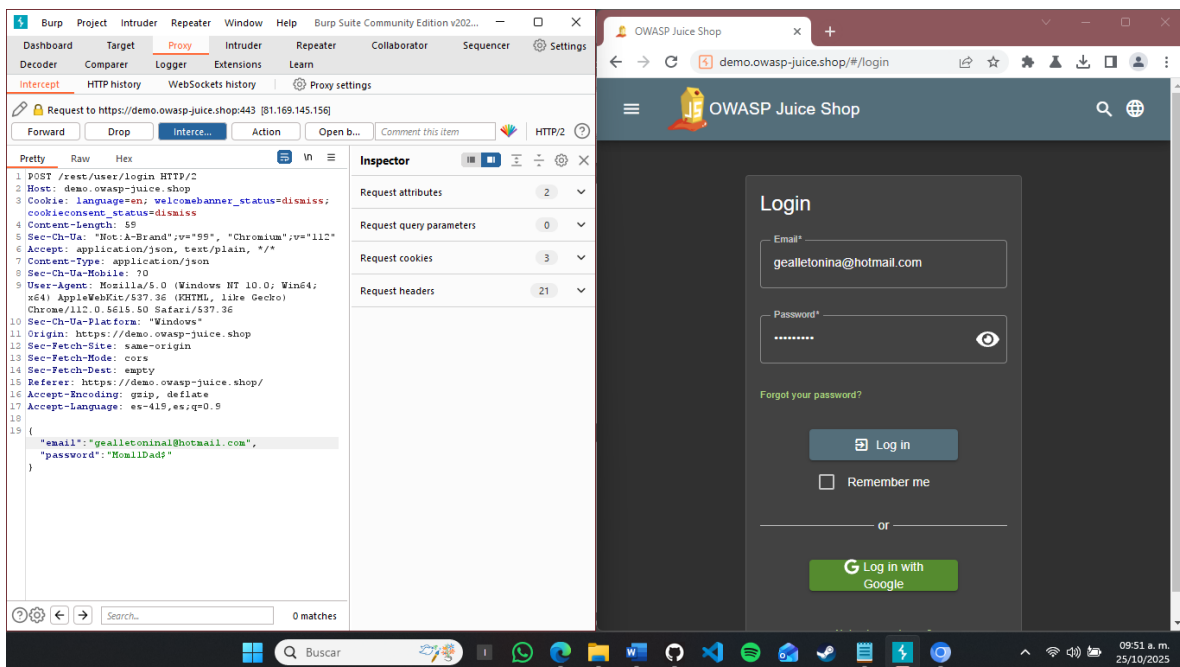 Burp Project Intruder Repeater Window Help Burp Suite Community Edition v202...
Dashboard Target Proxy Intruder Repeater Collaborator Sequencer Settings
Decoder Comparer Logger Extensions Learn
Intercept HTTP history WebSockets history Proxy settings
Request to https://demo.owasp-juice.shop:443 [81.169.145.156]
Forward Drop Interce... Action Open b... Comment this item HTTP/2 ?
Pretty Raw Hex \n
1 POST /rest/user/login HTTP/2
2 Host: demo.owasp-juice.shop
3 Cookie: language=en; welcomebanner_status=dismiss;
cookieconsent_status=dismiss
4 Content-Length: 59
5 Sec-Ch-Ua: "Not:A-Brand";v="99", "Chromium";v="112"
6 Accept: application/json, text/plain, */*
7 Content-Type: application/json
8 Sec-Ch-Ua-Mobile: ?0
9 User-Agent: Mozilla/5.0 (Windows NT 10.0; Win64;
x64) AppleWebKit/537.36 (KHTML, like Gecko)
Chrome/112.0.5615.50 Safari/537.36
10 Sec-Ch-Ua-Platform: "Windows"
11 Origin: https://demo.owasp-juice.shop
12 Sec-Fetch-Site: same-origin
13 Sec-Fetch-Mode: cors
14 Sec-Fetch-Dest: empty
15 Referer: https://demo.owasp-juice.shop/
16 Accept-Encoding: gzip, deflate
17 Accept-Language: es-419,es;q=0.9
18
19 {
"email":"gealletonina1@hotmail.com",
"password":"Mom11Dad$"
}
Inspector
Request attributes 2
Request query parameters 0
Request cookies 3
Request headers 21
? Search... 0 matches
OWASP Juice Shop
demo.owasp-juice.shop/#/login
OWASP Juice Shop
Login
Email*
gealletonina@hotmail.com
Password*
•••••••••
Forgot your password?
Log in
Remember me
or
G Log in with
Google
Buscar
09:51 a. m.
25/10/2025